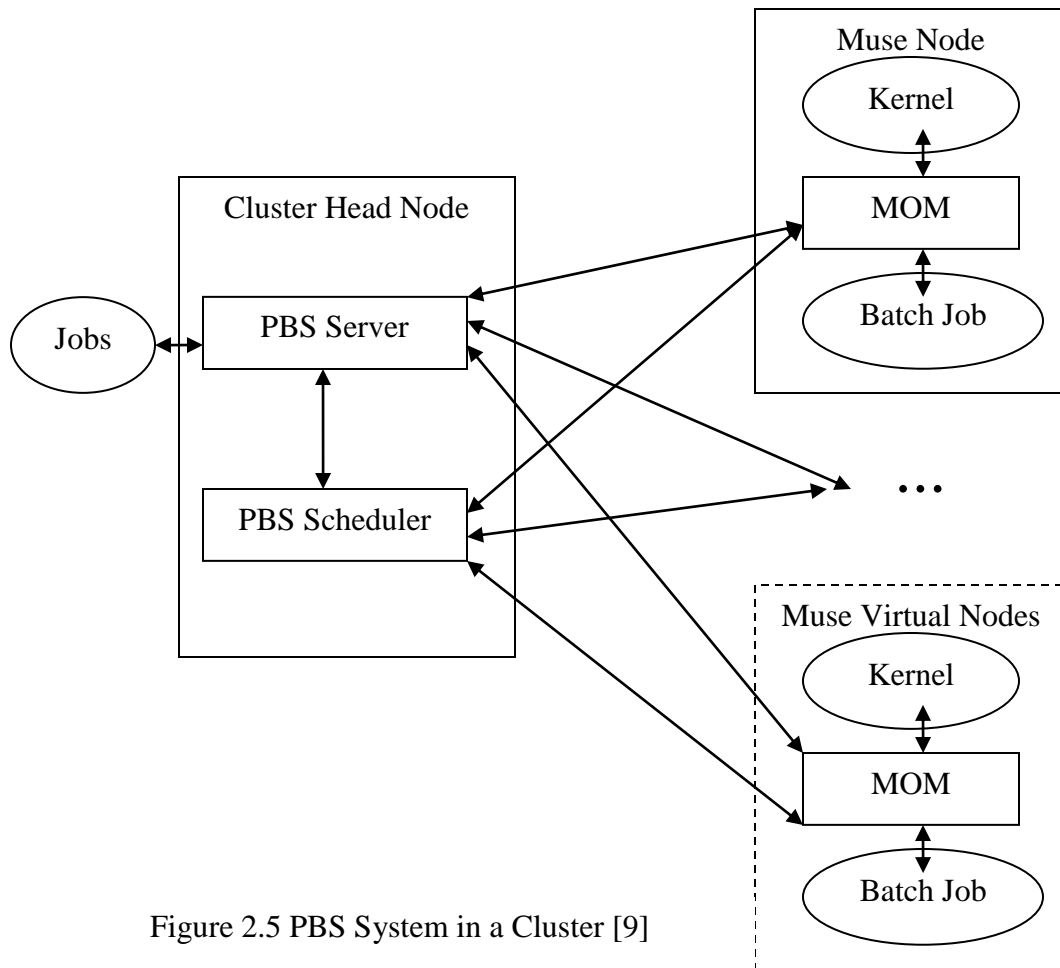 Muse Node
Kernel
MOM
Batch Job
Cluster Head Node
Jobs
PBS Server
PBS Scheduler
...
Muse Virtual Nodes
Kernel
MOM
Batch Job
Figure 2.5 PBS System in a Cluster [9]